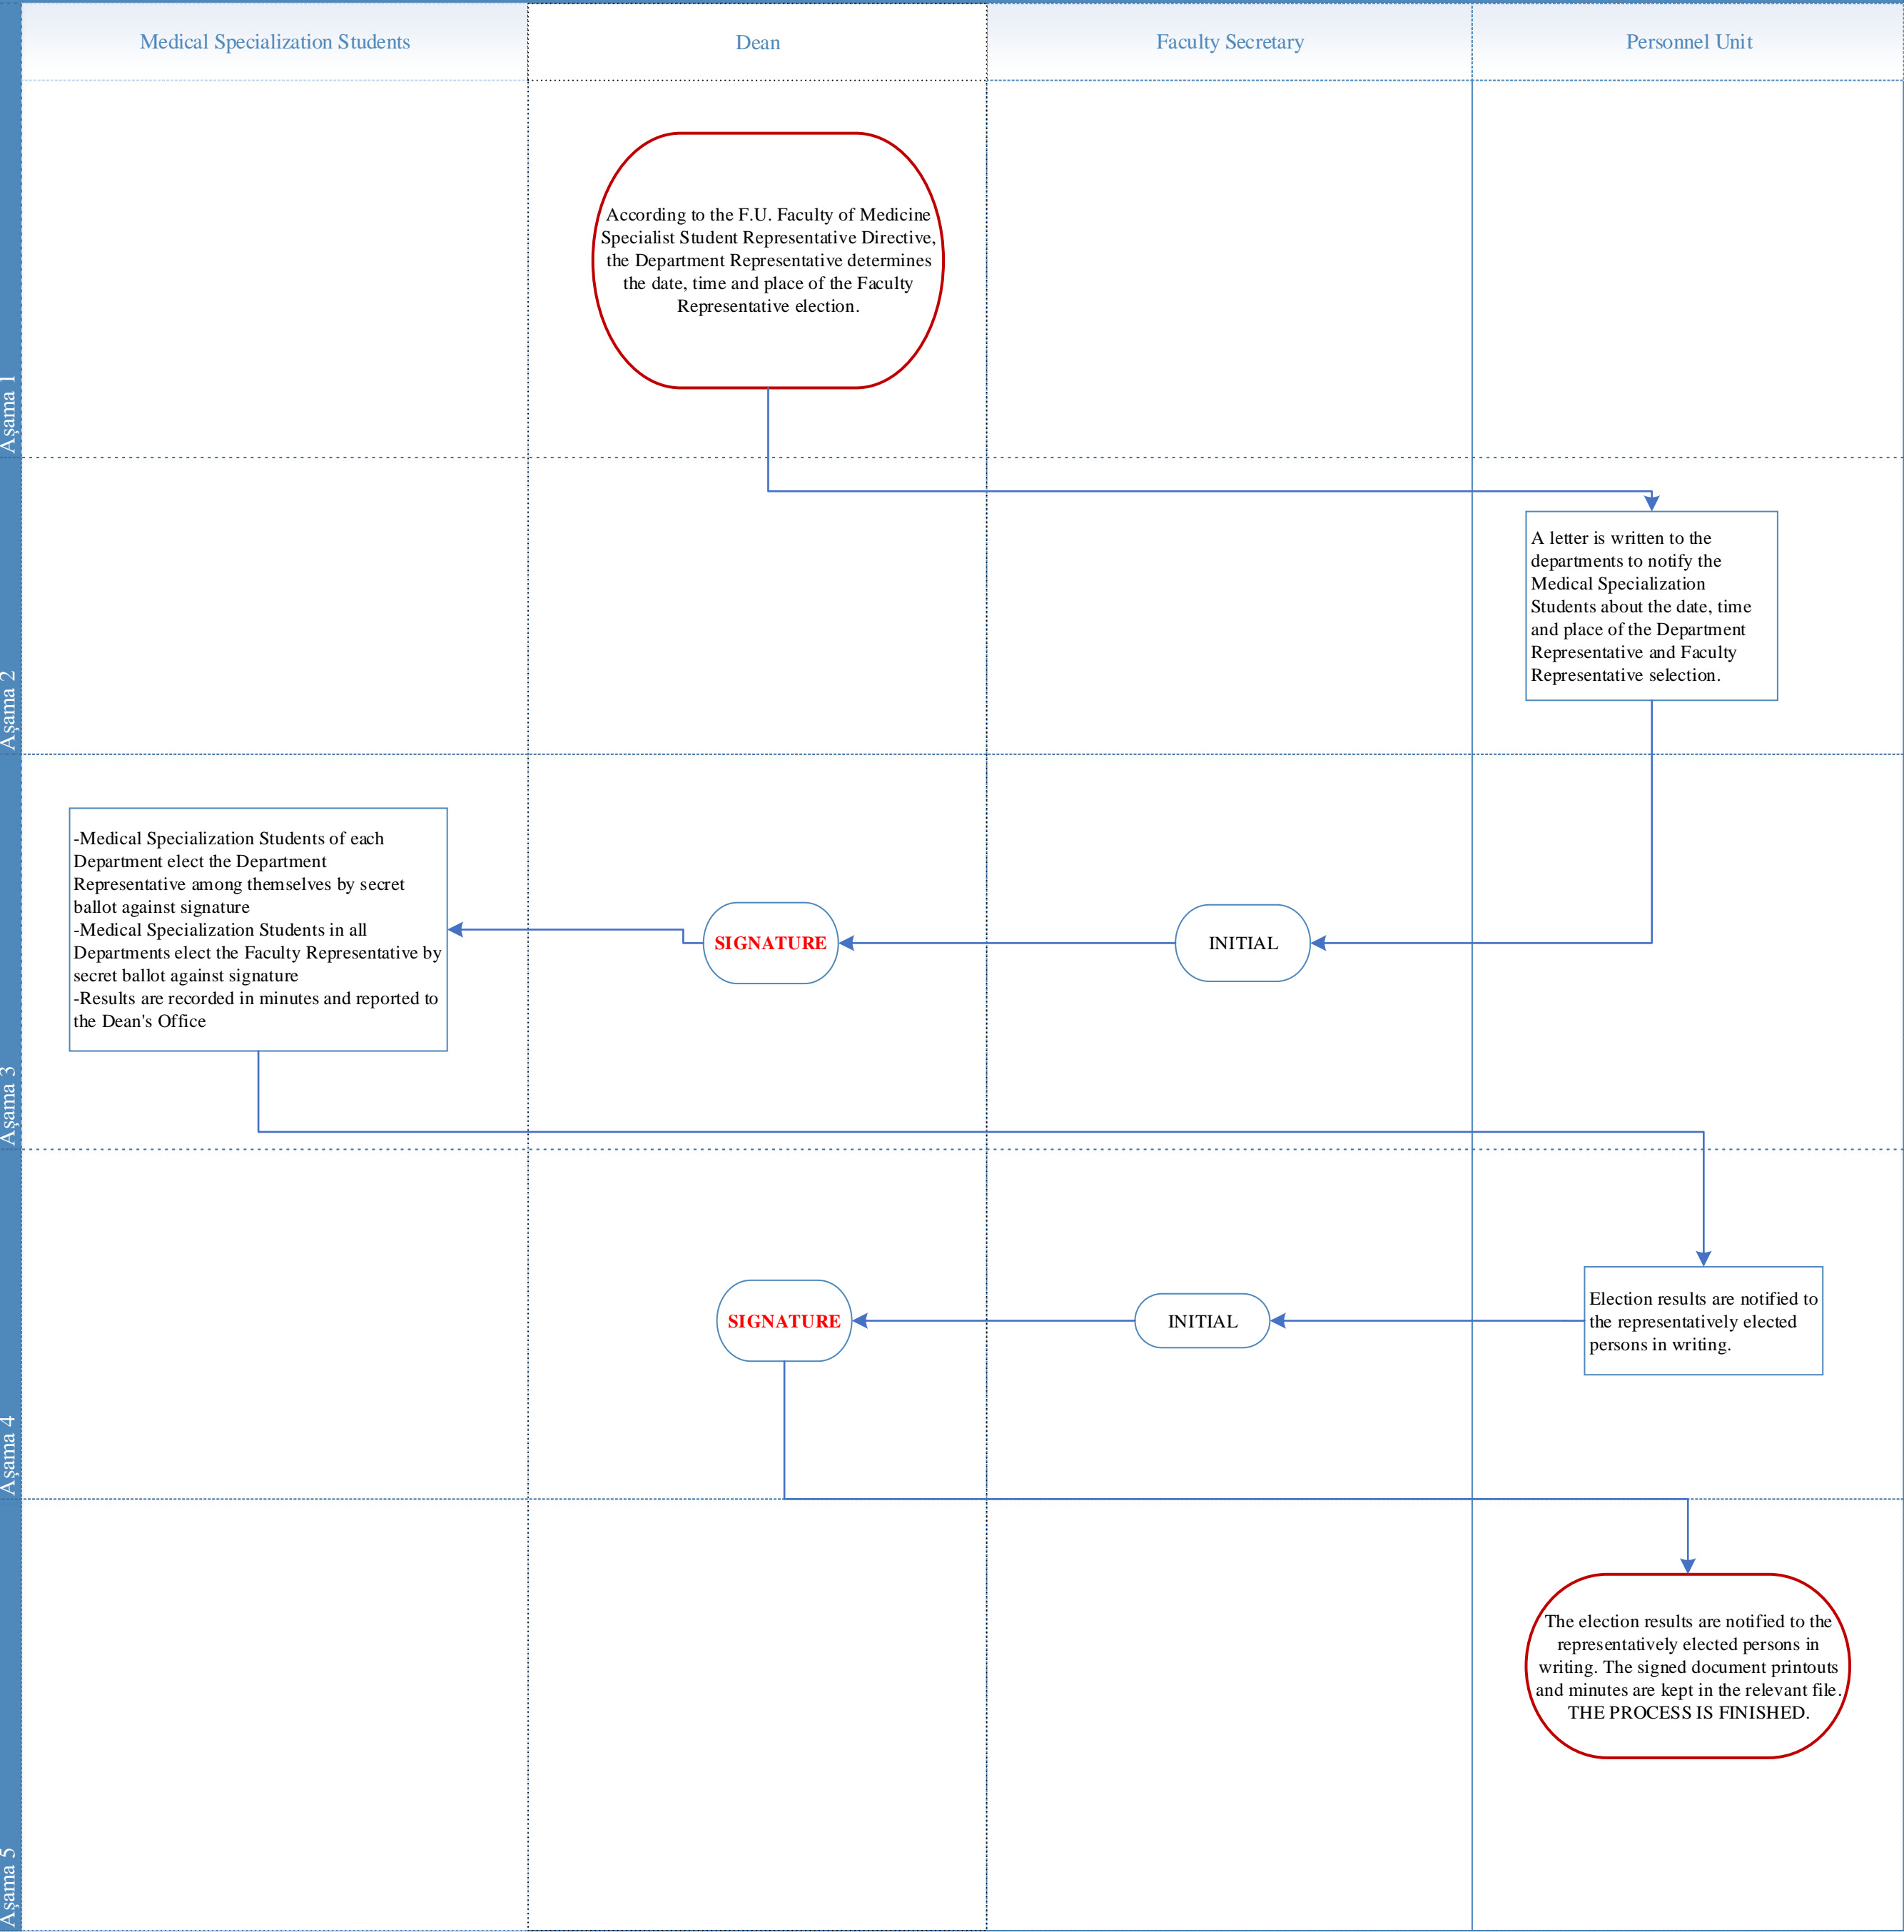 Medical Specialization Students
Dean
Faculty Secretary
Personnel Unit
Aşama 1
According to the F.U. Faculty of Medicine
Specialist Student Representative Directive,
the Department Representative determines
the date, time and place of the Faculty
Representative election.
Aşama 2
A letter is written to the
departments to notify the
Medical Specialization
Students about the date, time
and place of the Department
Representative and Faculty
Representative selection.
Aşama 3
-Medical Specialization Students of each
Department elect the Department
Representative among themselves by secret
ballot against signature
-Medical Specialization Students in all
Departments elect the Faculty Representative by
secret ballot against signature
-Results are recorded in minutes and reported to
the Dean's Office
SIGNATURE
INITIAL
Aşama 4
SIGNATURE
INITIAL
Election results are notified to
the representatively elected
persons in writing.
Aşama 5
The election results are notified to the
representatively elected persons in
writing. The signed document printouts
and minutes are kept in the relevant file.
THE PROCESS IS FINISHED.